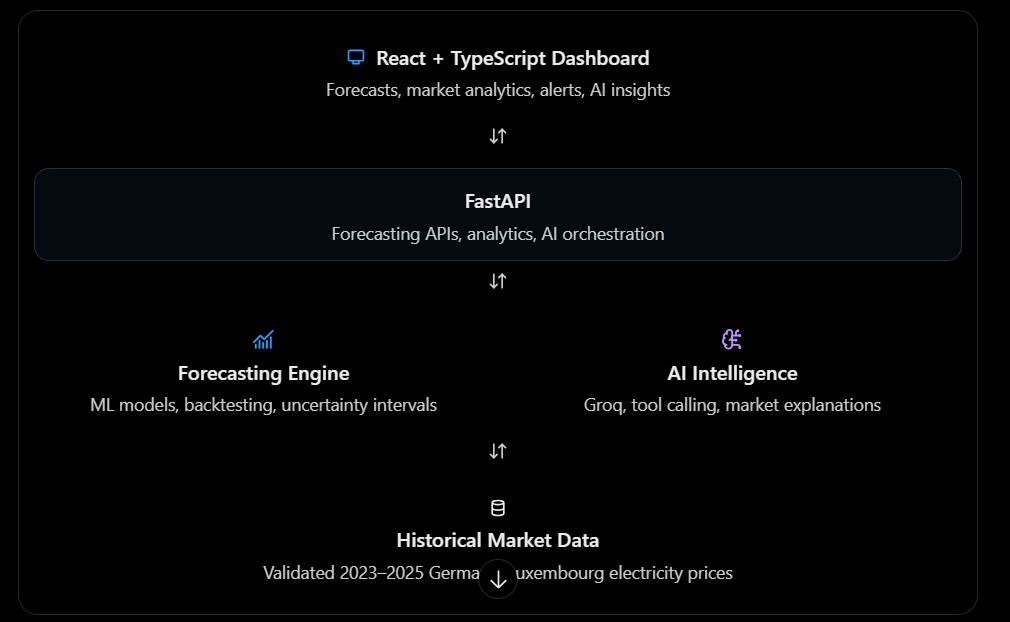 React + TypeScript Dashboard
Forecasts, market analytics, alerts, AI insights
FastAPI
Forecasting APIs, analytics, AI orchestration
Forecasting Engine
ML models, backtesting, uncertainty intervals
AI Intelligence
Groq, tool calling, market explanations
Historical Market Data
Validated 2023–2025 electricity prices